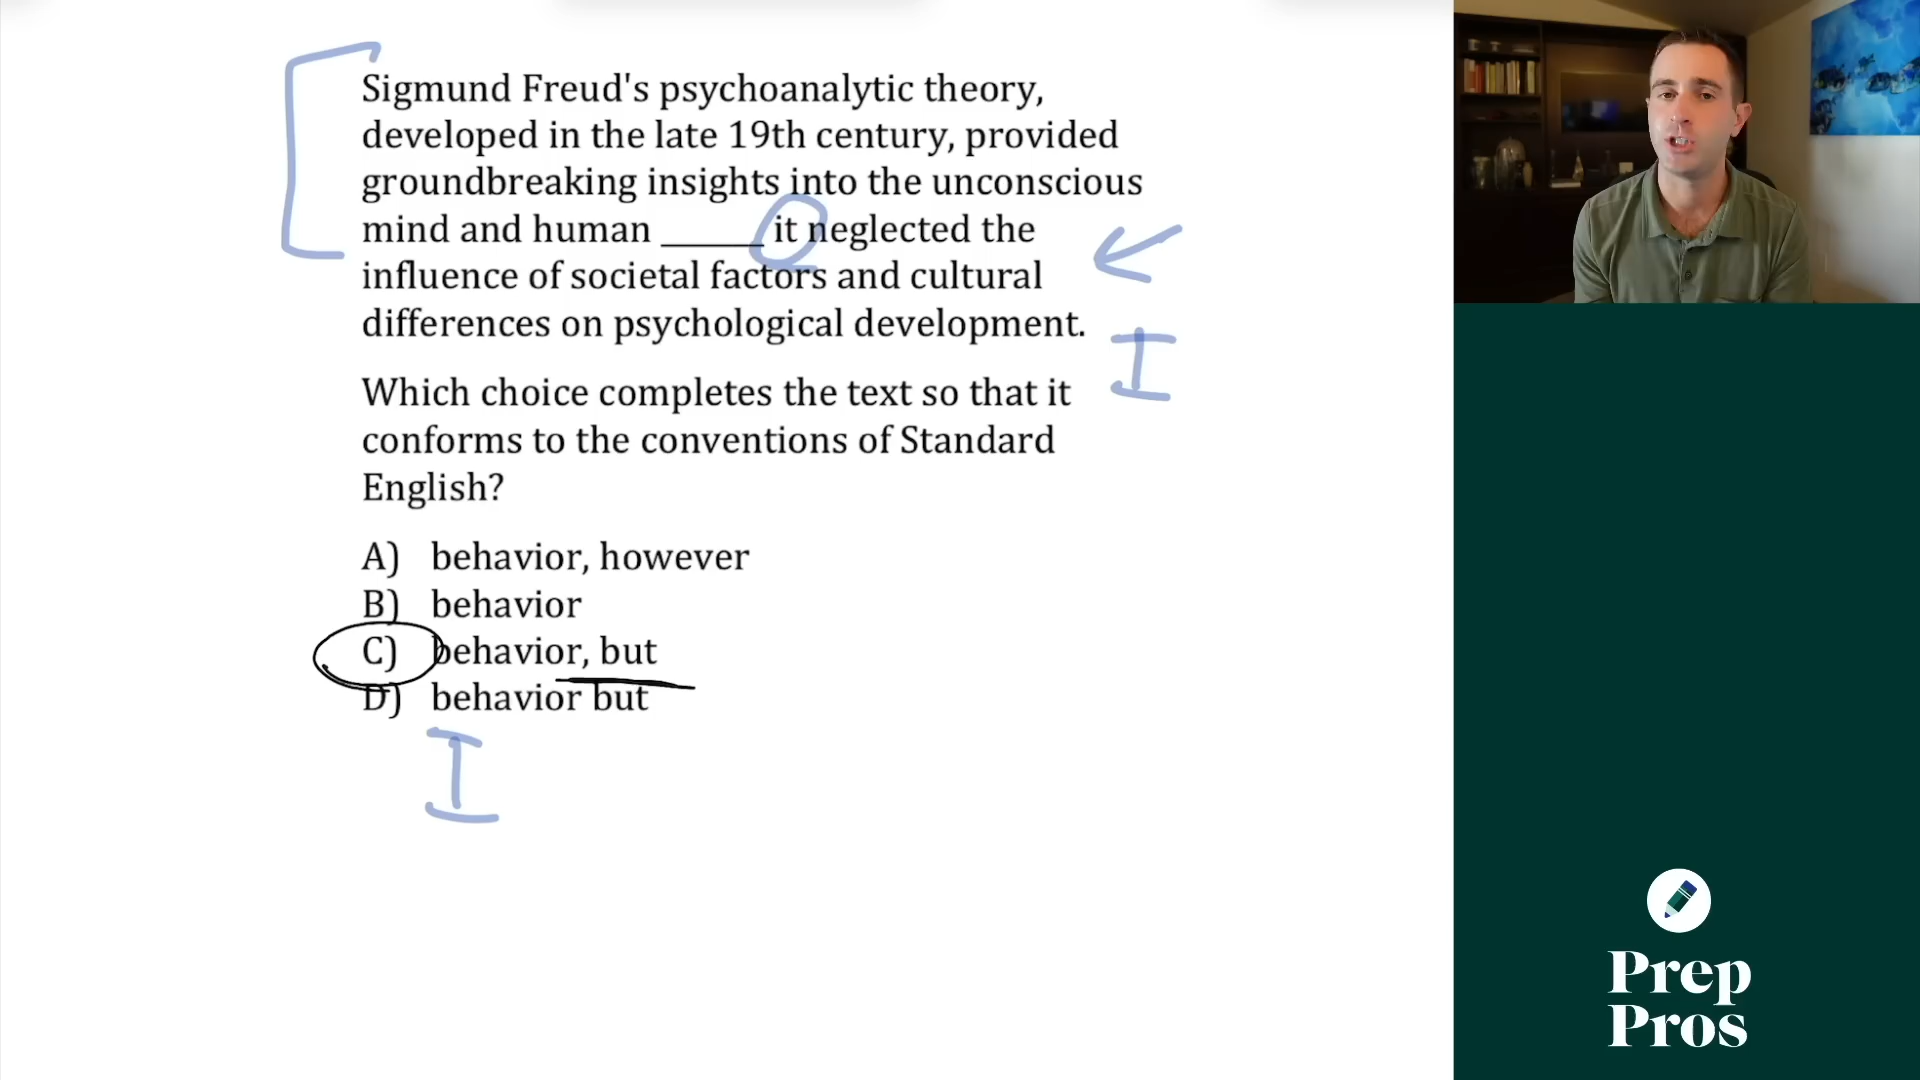 Sigmund Freud's psychoanalytic theory,
developed in the late 19th century, provided
groundbreaking insights into the unconscious
mind and human ______ it neglected the
influence of societal factors and cultural
differences on psychological development.
I
Which choice completes the text so that it
conforms to the conventions of Standard
English?
A) behavior, however
B) behavior
C) behavior, but
D) behavior but
I
Prep
Pros